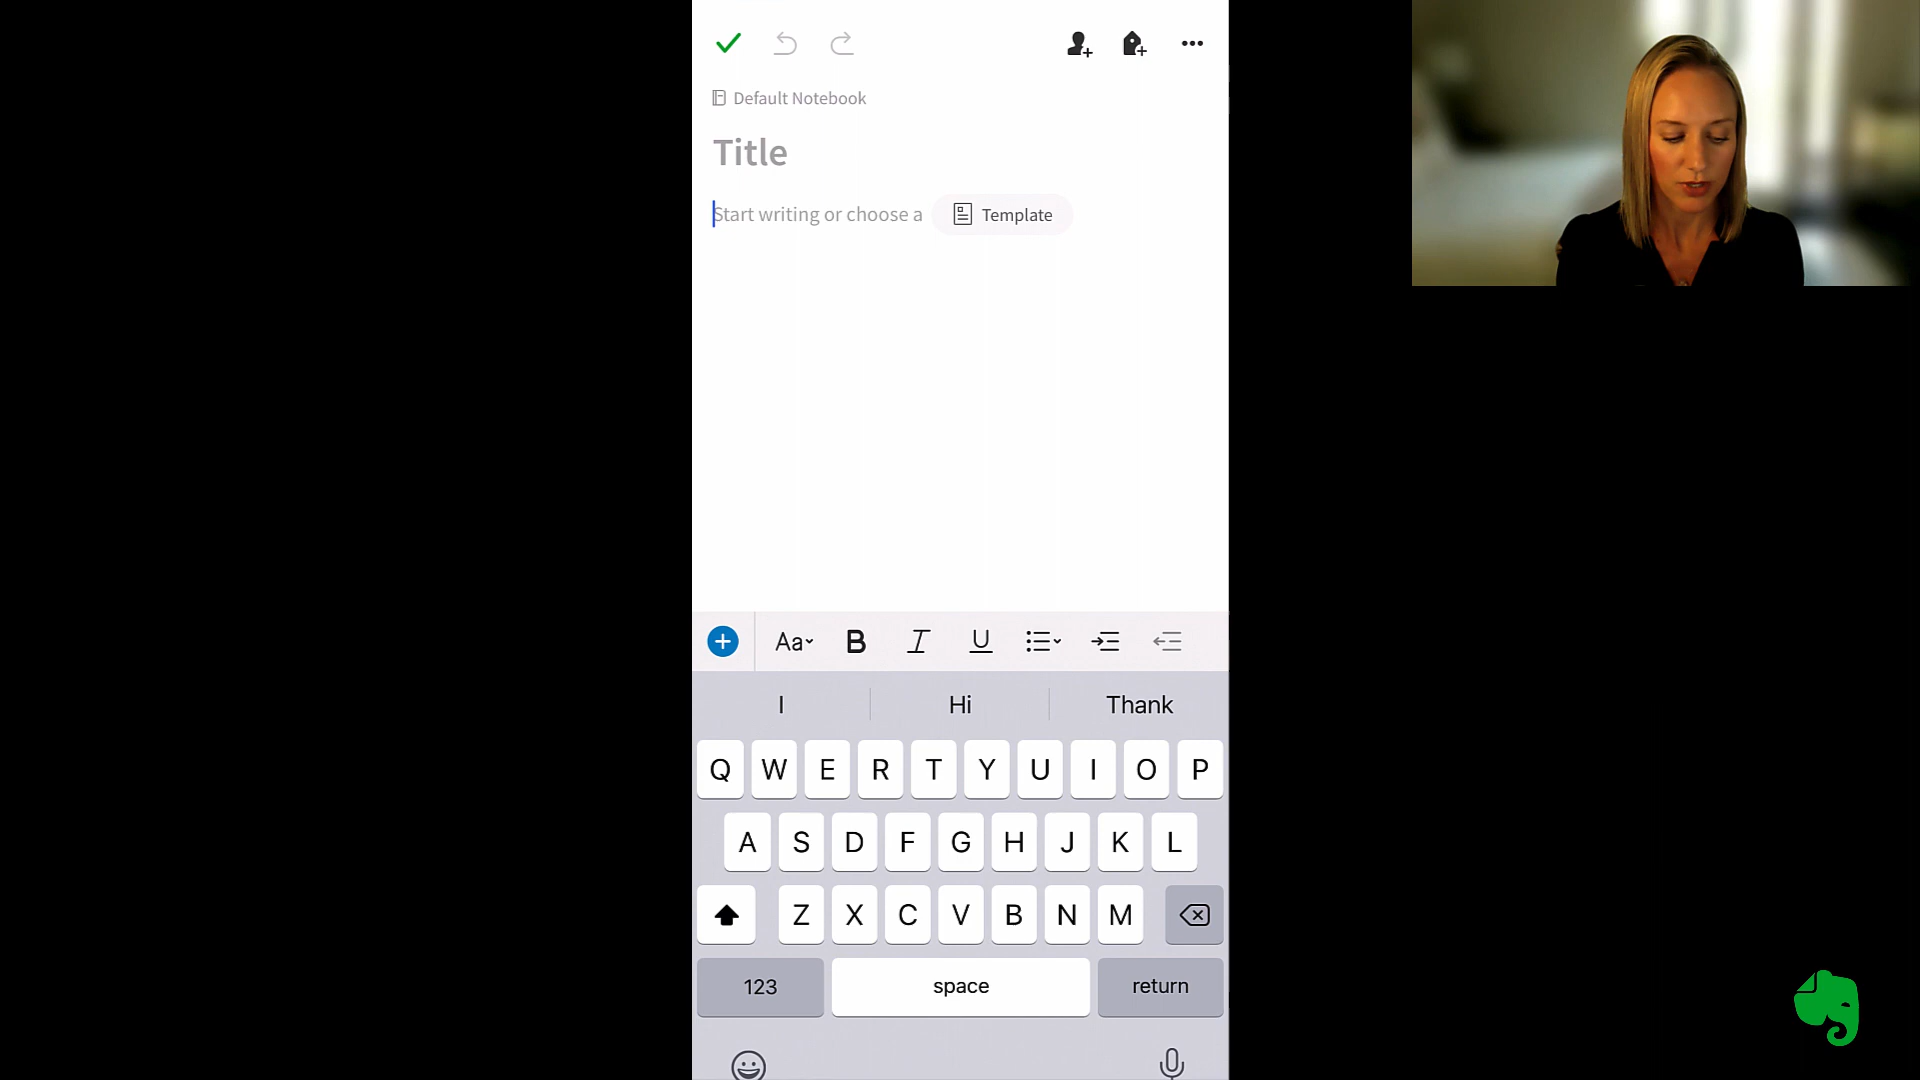 Default Notebook
Title
Start writing or choose a Template
Aa B I U
I Hi Thank
Q W E R T Y U I O P
A S D F G H J K L
Z X C V B N M
123 space return